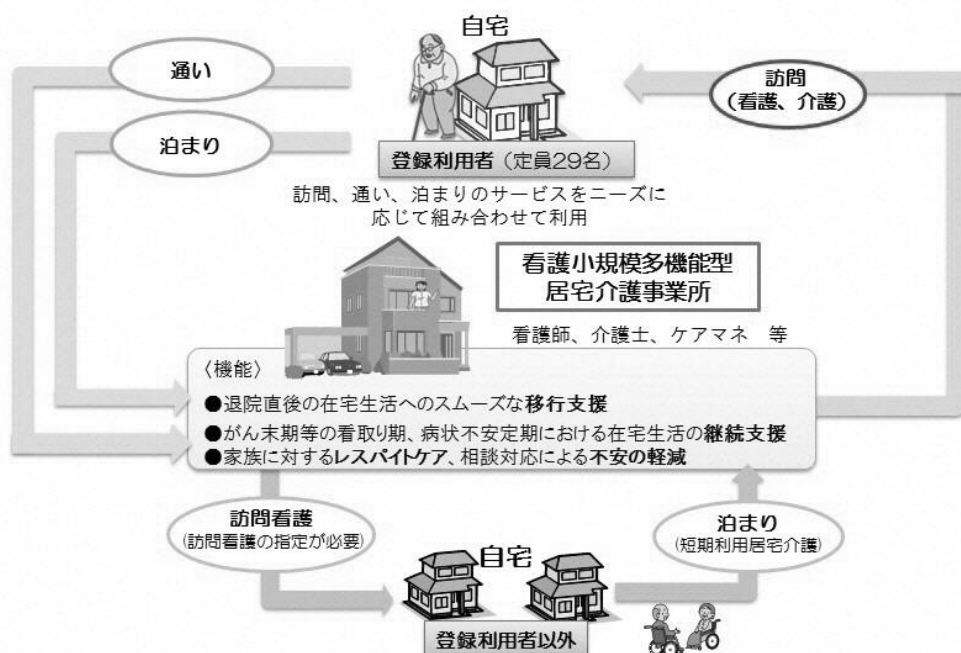 自宅
通い
泊まり
訪問
(看護、介護)
登録利用者（定員29名）
訪問、通い、泊まりのサービスをニーズに
応じて組み合わせて利用
看護小規模多機能型
居宅介護事業所
看護師、介護士、ケアマネ　等
〈機能〉
●退院直後の在宅生活へのスムーズな移行支援
●がん末期等の看取り期、病状不安定期における在宅生活の継続支援
●家族に対するレスパイトケア、相談対応による不安の軽減
訪問看護
(訪問看護の指定が必要)
泊まり
(短期利用居宅介護)
自宅
登録利用者以外